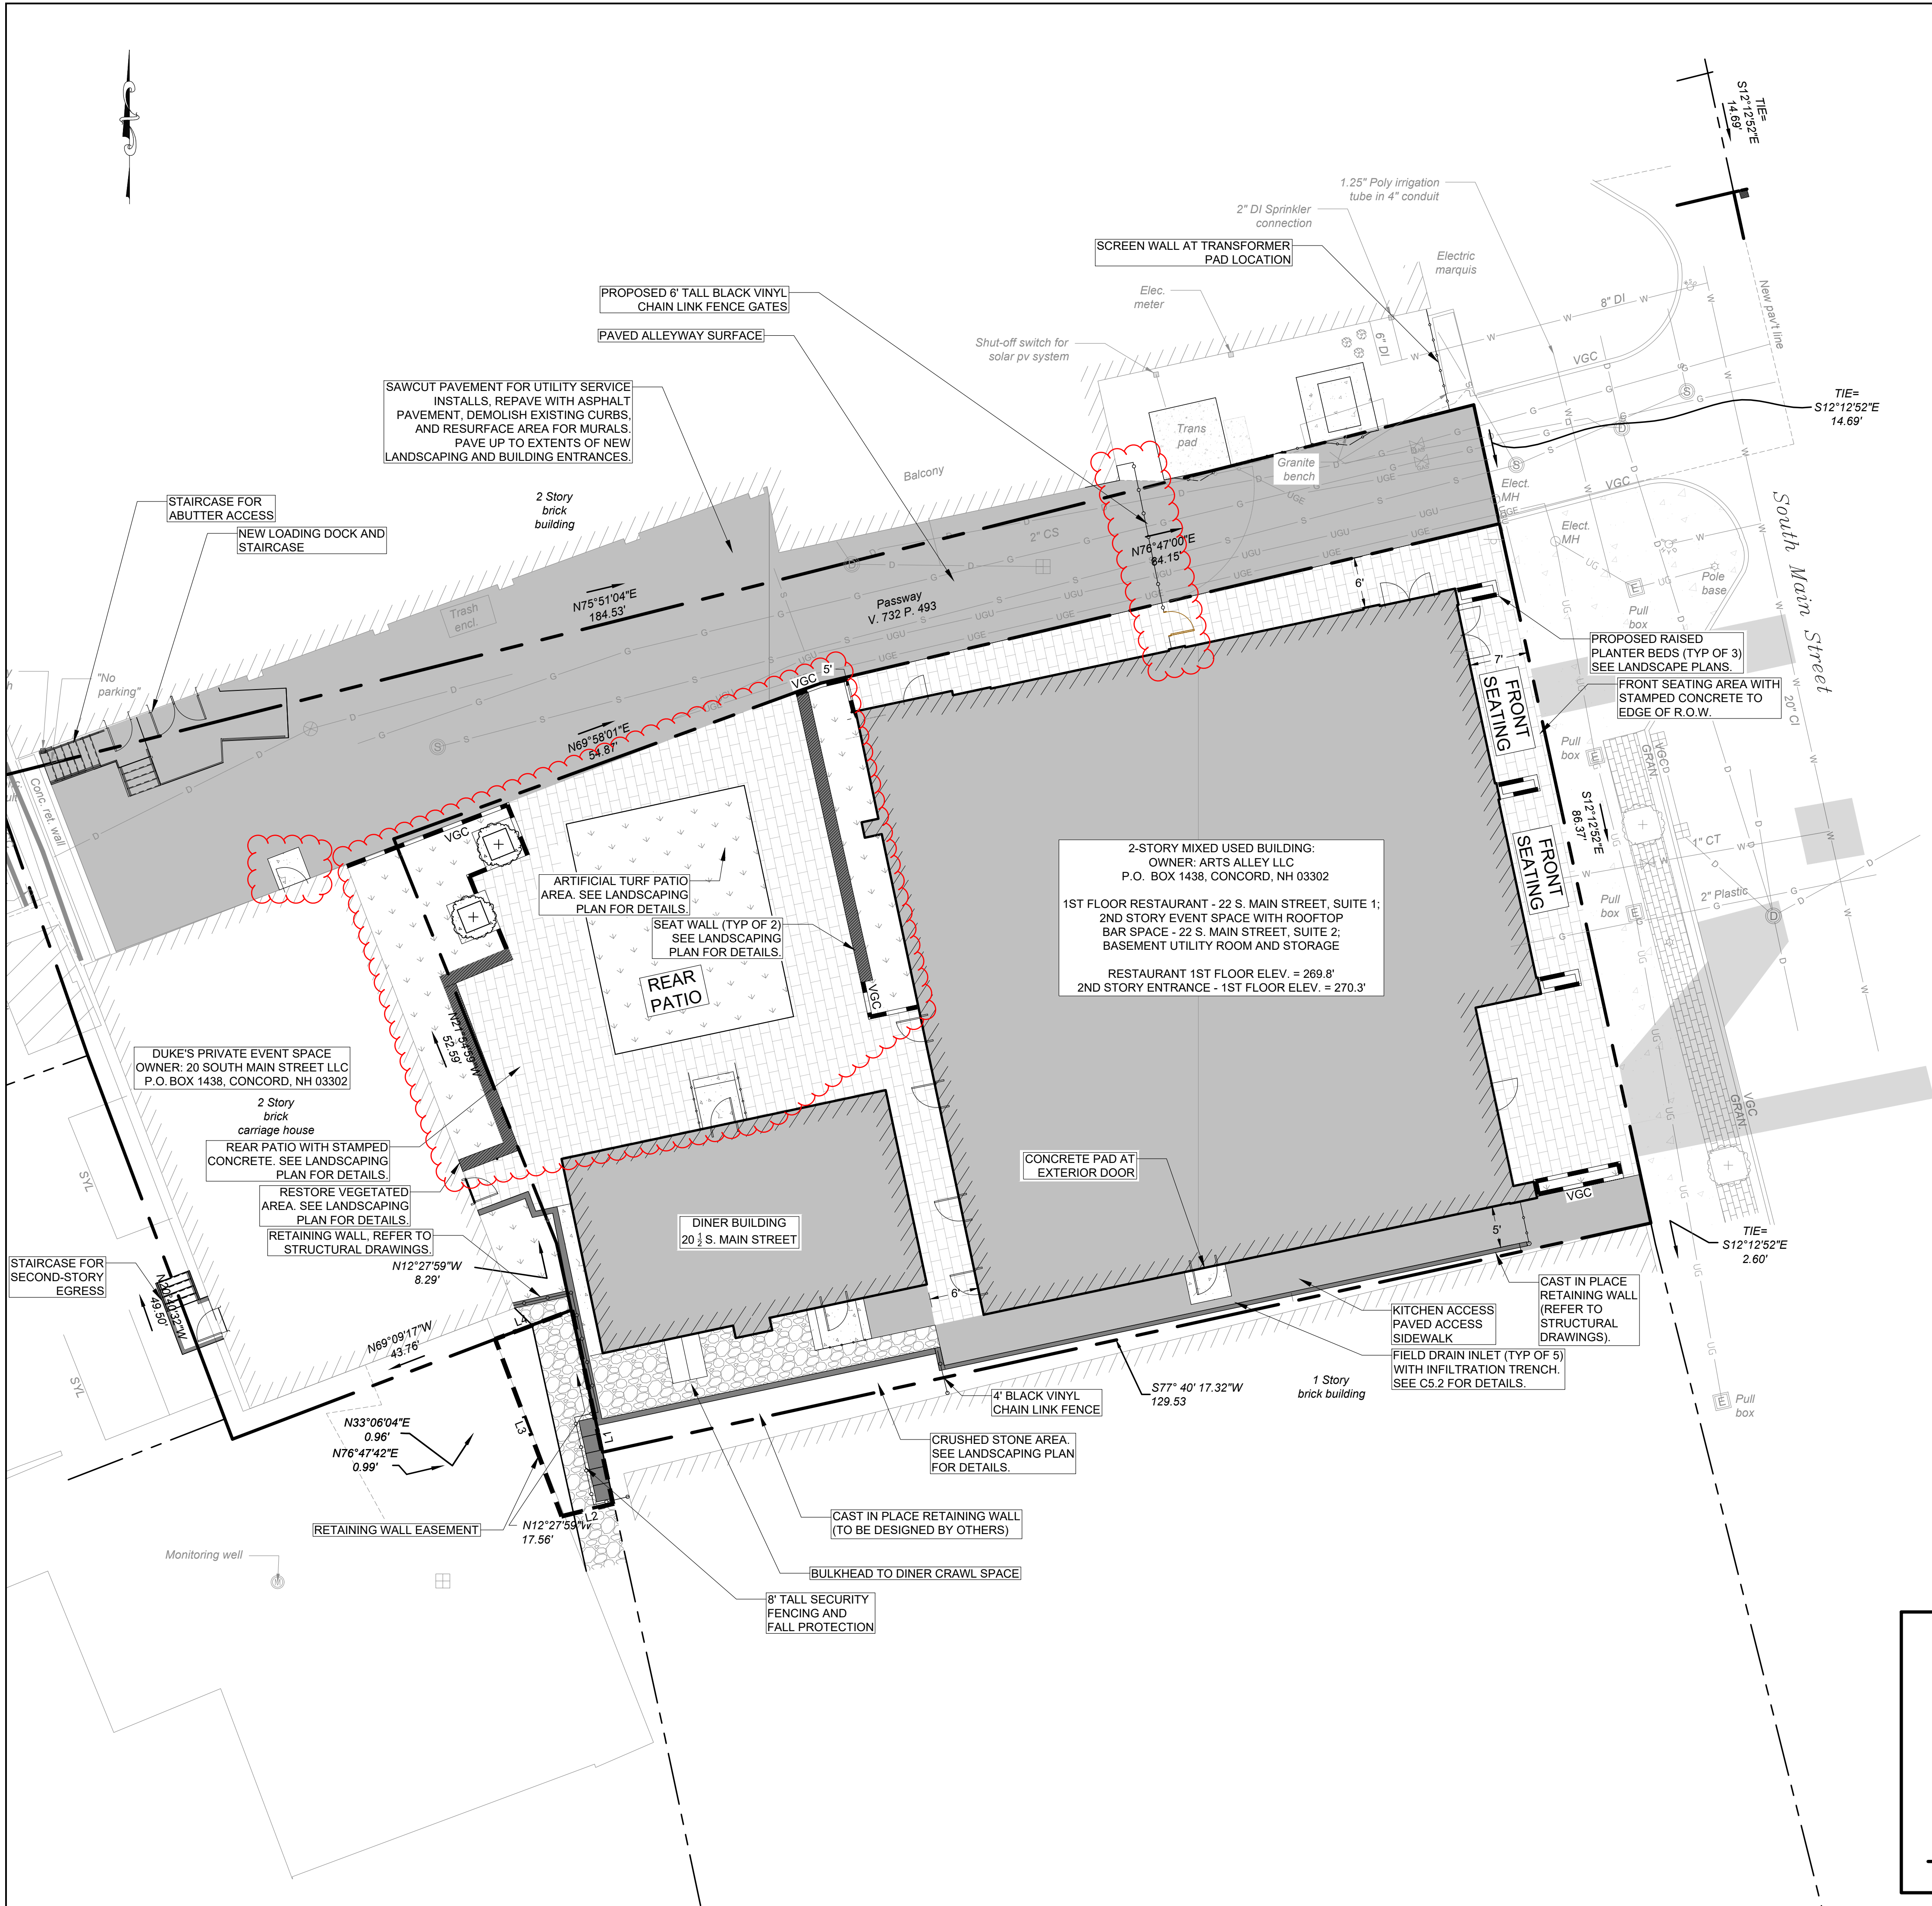 TIE=
S12°12'52"E
14.69'
1.25" Poly irrigation
tube in 4" conduit
2" DI Sprinkler
connection
SCREEN WALL AT TRANSFORMER
PAD LOCATION
Electric
marquis
Elec.
meter
PROPOSED 6' TALL BLACK VINYL
CHAIN LINK FENCE GATES
PAVED ALLEYWAY SURFACE
Shut-off switch for
solar pv system
6" DI
8" DI
New pav't line
VGC
SAWCUT PAVEMENT FOR UTILITY SERVICE
INSTALLS, REPAVE WITH ASPHALT
PAVEMENT, DEMOLISH EXISTING CURBS,
AND RESURFACE AREA FOR MURALS.
PAVE UP TO EXTENTS OF NEW
LANDSCAPING AND BUILDING ENTRANCES.
TIE=
S12°12'52"E
14.69'
Trans
pad
Granite
bench
Balcony
2 Story
brick
building
STAIRCASE FOR
ABUTTER ACCESS
NEW LOADING DOCK AND
STAIRCASE
Elect.
MH
VGC
Elect.
MH
South Main Street
2" CS
N76°47'00"E
84.15'
6'
Pole
base
Pull
box
Trash
encl.
N75°51'04"E
184.53'
Passway
V. 732 P. 493
PROPOSED RAISED
PLANTER BEDS (TYP OF 3)
SEE LANDSCAPE PLANS.
7'
FRONT
SEATING
FRONT SEATING AREA WITH
STAMPED CONCRETE TO
EDGE OF R.O.W.
20" CI
"No
parking"
5'
VGC
N69°58'01"E
54.87'
Pull
box
VGC
GRAN
Conc. ret. wall
VGC
S12°12'52"E
86.37'
1" CT
2-STORY MIXED USED BUILDING:
OWNER: ARTS ALLEY LLC
P.O. BOX 1438, CONCORD, NH 03302
1ST FLOOR RESTAURANT - 22 S. MAIN STREET, SUITE 1;
2ND STORY EVENT SPACE WITH ROOFTOP
BAR SPACE - 22 S. MAIN STREET, SUITE 2;
BASEMENT UTILITY ROOM AND STORAGE
RESTAURANT 1ST FLOOR ELEV. = 269.8'
2ND STORY ENTRANCE - 1ST FLOOR ELEV. = 270.3'
FRONT
SEATING
ARTIFICIAL TURF PATIO
AREA. SEE LANDSCAPING
PLAN FOR DETAILS.
SEAT WALL (TYP OF 2)
SEE LANDSCAPING
PLAN FOR DETAILS.
Pull
box
2" Plastic
REAR
PATIO
VGC
N21°54'59"W
52.59'
DUKE'S PRIVATE EVENT SPACE
OWNER: 20 SOUTH MAIN STREET LLC
P.O. BOX 1438, CONCORD, NH 03302
2 Story
brick
carriage house
VGC
GRAN
REAR PATIO WITH STAMPED
CONCRETE. SEE LANDSCAPING
PLAN FOR DETAILS.
CONCRETE PAD AT
EXTERIOR DOOR
SYL
RESTORE VEGETATED
AREA. SEE LANDSCAPING
PLAN FOR DETAILS.
VGC
RETAINING WALL, REFER TO
STRUCTURAL DRAWINGS.
DINER BUILDING
20 ½ S. MAIN STREET
5'
TIE=
S12°12'52"E
2.60'
STAIRCASE FOR
SECOND-STORY
EGRESS
N12°27'59"W
8.29'
N20°40'32"W
49.50'
6'
CAST IN PLACE
RETAINING WALL
(REFER TO
STRUCTURAL
DRAWINGS).
KITCHEN ACCESS
PAVED ACCESS
SIDEWALK
L4
N69°09'17"W
43.76'
SYL
FIELD DRAIN INLET (TYP OF 5)
WITH INFILTRATION TRENCH.
SEE C5.2 FOR DETAILS.
S77° 40' 17.32"W
129.53
1 Story
brick building
4' BLACK VINYL
CHAIN LINK FENCE
Pull
box
N33°06'04"E
0.96'
N76°47'42"E
0.99'
L3
L1
CRUSHED STONE AREA.
SEE LANDSCAPING PLAN
FOR DETAILS.
L2
RETAINING WALL EASEMENT
N12°27'59"W
17.56'
CAST IN PLACE RETAINING WALL
(TO BE DESIGNED BY OTHERS)
Monitoring well
BULKHEAD TO DINER CRAWL SPACE
8' TALL SECURITY
FENCING AND
FALL PROTECTION